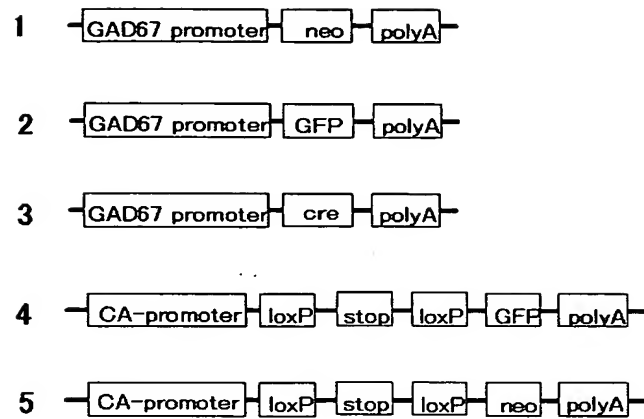 1 GAD67 promoter neo polyA
2 GAD67 promoter GFP polyA
3 GAD67 promoter cre polyA
4 CA-promoter loxP stop loxP GFP polyA
5 CA-promoter loxP stop loxP neo polyA